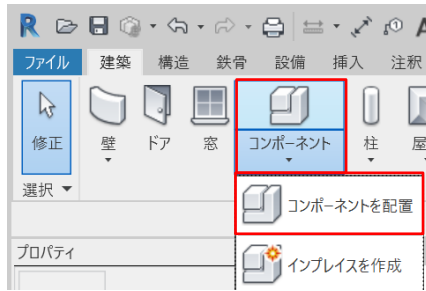 R
ファイル 建築 構造 鉄骨 設備 挿入 注釈
修正 壁 ドア 窓 コンポーネント 柱
選択
コンポーネントを配置
プロパティ
インプレイスを作成